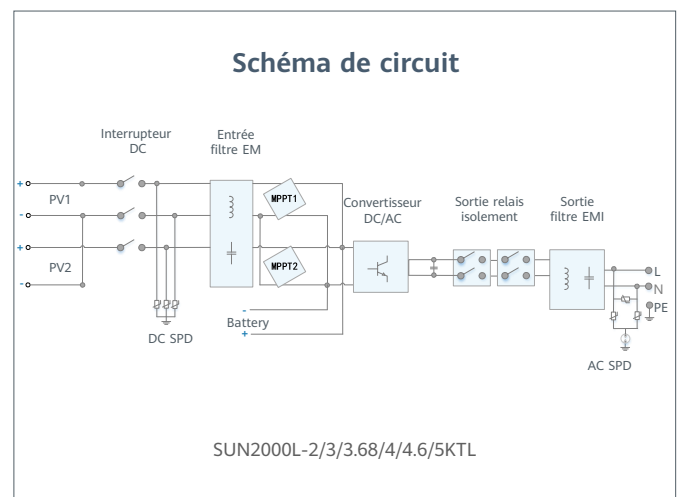 Schéma de circuit
Interrupteur
DC
Entrée
filtre EM
Convertisseur
DC/AC
Sortie relais
isolement
Sortie
filtre EMI
+
PV1
-
+
PV2
-
MPPT1
MPPT2
DC SPD
-
Battery
+
L
N
PE
AC SPD
SUN2000L-2/3/3.68/4/4.6/5KTL